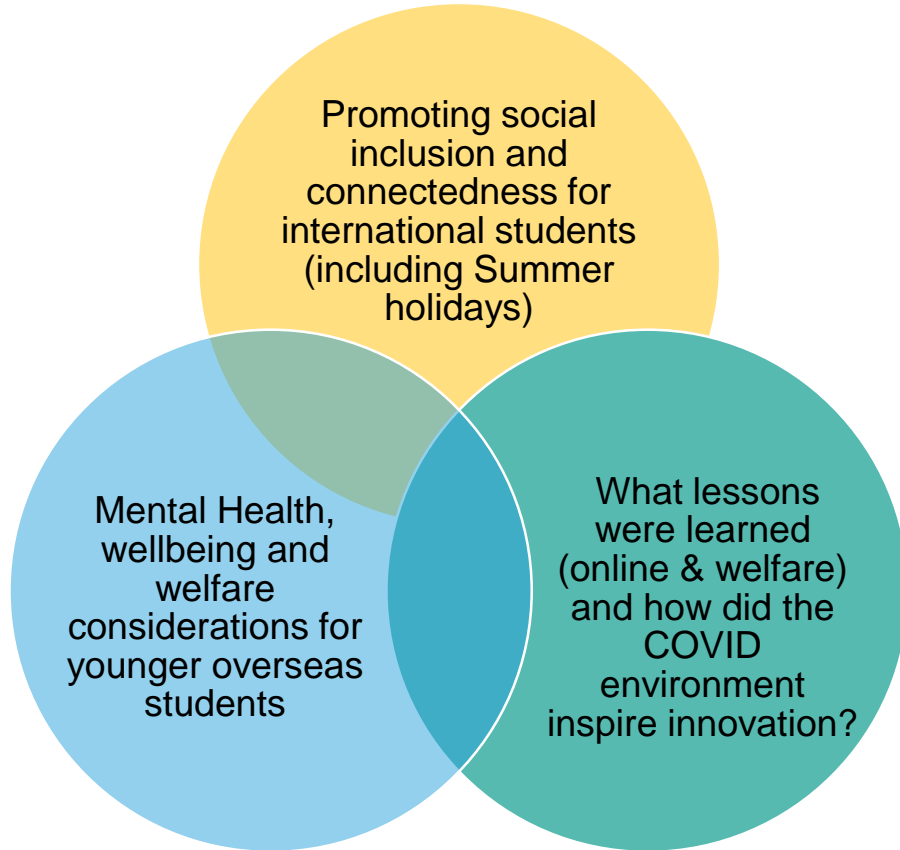 Promoting social
inclusion and
connectedness for
international students
(including Summer
holidays)
Mental Health,
wellbeing and
welfare
considerations for
younger overseas
students
What lessons
were learned
(online & welfare)
and how did the
COVID
environment
inspire innovation?